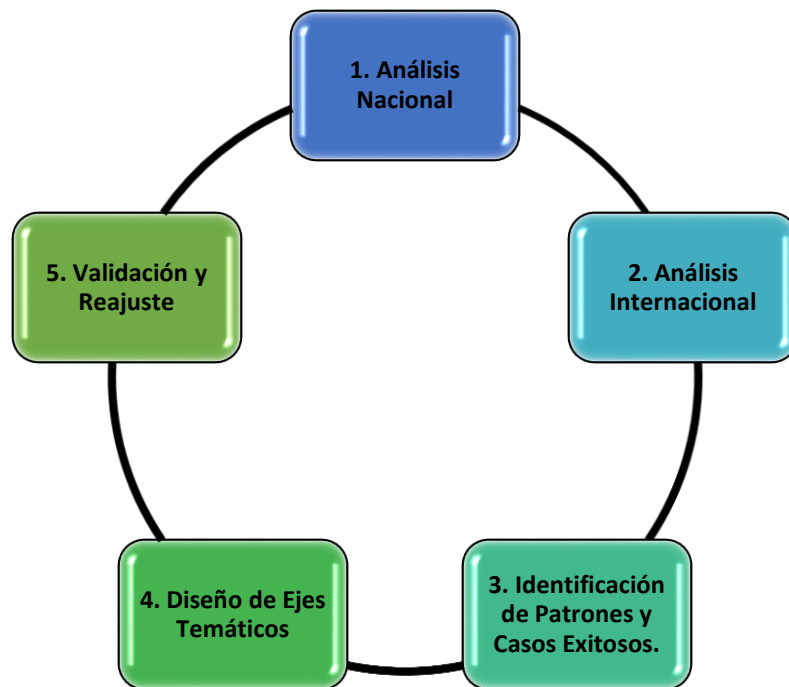 1. Análisis
Nacional
2. Análisis
Internacional
3. Identificación
de Patrones y
Casos Exitosos.
4. Diseño de Ejes
Temáticos
5. Validación y
Reajuste